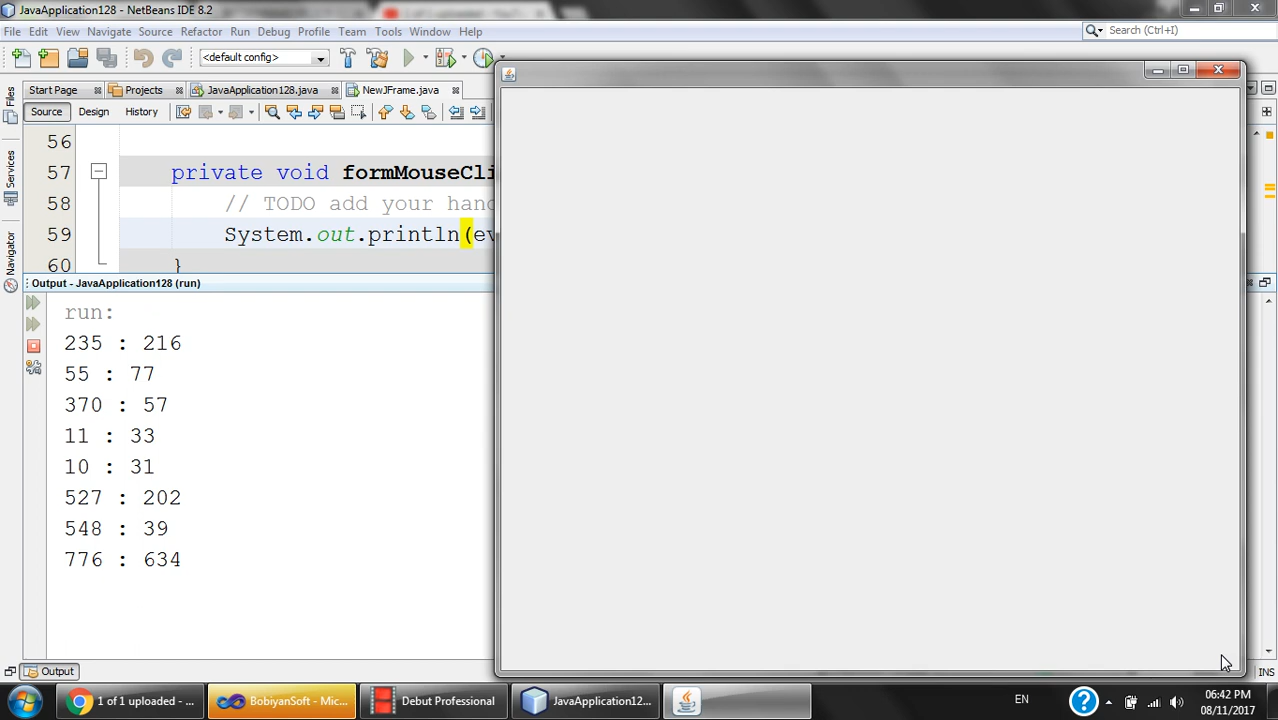 JavaApplication128 - NetBeans IDE 8.2
File Edit View Navigate Source Refactor Run Debug Profile Team Tools Window Help
Search (Ctrl+I)
<default config>
Start Page Projects JavaApplication128.java NewJFrame.java
Source Design History
Files
Services
Navigator
56
57 private void formMouseCli
58 // TODO add your hand
59 System.out.println(ev
60 }
Output - JavaApplication128 (run)
run:
235 : 216
55 : 77
370 : 57
11 : 33
10 : 31
527 : 202
548 : 39
776 : 634
Output
INS
1 of 1 uploaded - ... BobiyanSoft - Mic... Debut Professional JavaApplication12...
EN
06:42 PM
08/11/2017